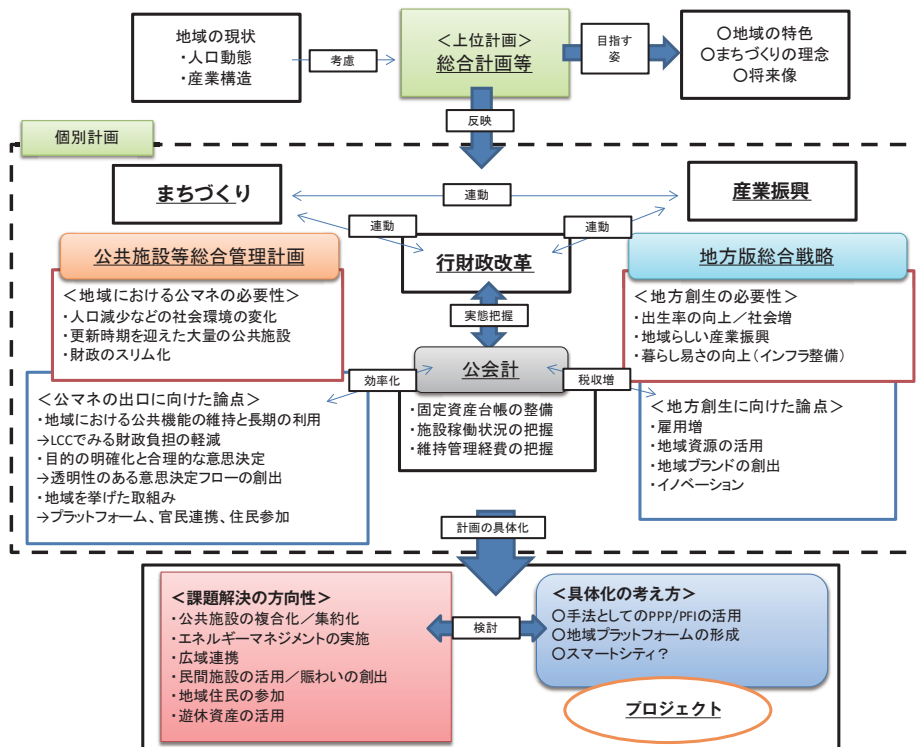 地域の現状
・人口動態
・産業構造
考慮
＜上位計画＞
総合計画等
目指す
姿
〇地域の特色
〇まちづくりの理念
〇将来像
反映
個別計画
まちづくり
連動
産業振興
連動
連動
行財政改革
公共施設等総合管理計画
＜地域における公マネの必要性＞
・人口減少などの社会環境の変化
・更新時期を迎えた大量の公共施設
・財政のスリム化
地方版総合戦略
＜地方創生の必要性＞
・出生率の向上／社会増
・地域らしい産業振興
・暮らし易さの向上（インフラ整備）
実態把握
公会計
効率化
税収増
・固定資産台帳の整備
・施設稼働状況の把握
・維持管理経費の把握
＜公マネの出口に向けた論点＞
・地域における公共機能の維持と長期の利用
→LCCでみる財政負担の軽減
・目的の明確化と合理的な意思決定
→透明性のある意思決定フローの創出
・地域を挙げた取組み
→プラットフォーム、官民連携、住民参加
＜地方創生に向けた論点＞
・雇用増
・地域資源の活用
・地域ブランドの創出
・イノベーション
計画の具体化
＜課題解決の方向性＞
・公共施設の複合化／集約化
・エネルギーマネジメントの実施
・広域連携
・民間施設の活用／賑わいの創出
・地域住民の参加
・遊休資産の活用
検討
＜具体化の考え方＞
〇手法としてのPPP/PFIの活用
〇地域プラットフォームの形成
〇スマートシティ？
プロジェクト